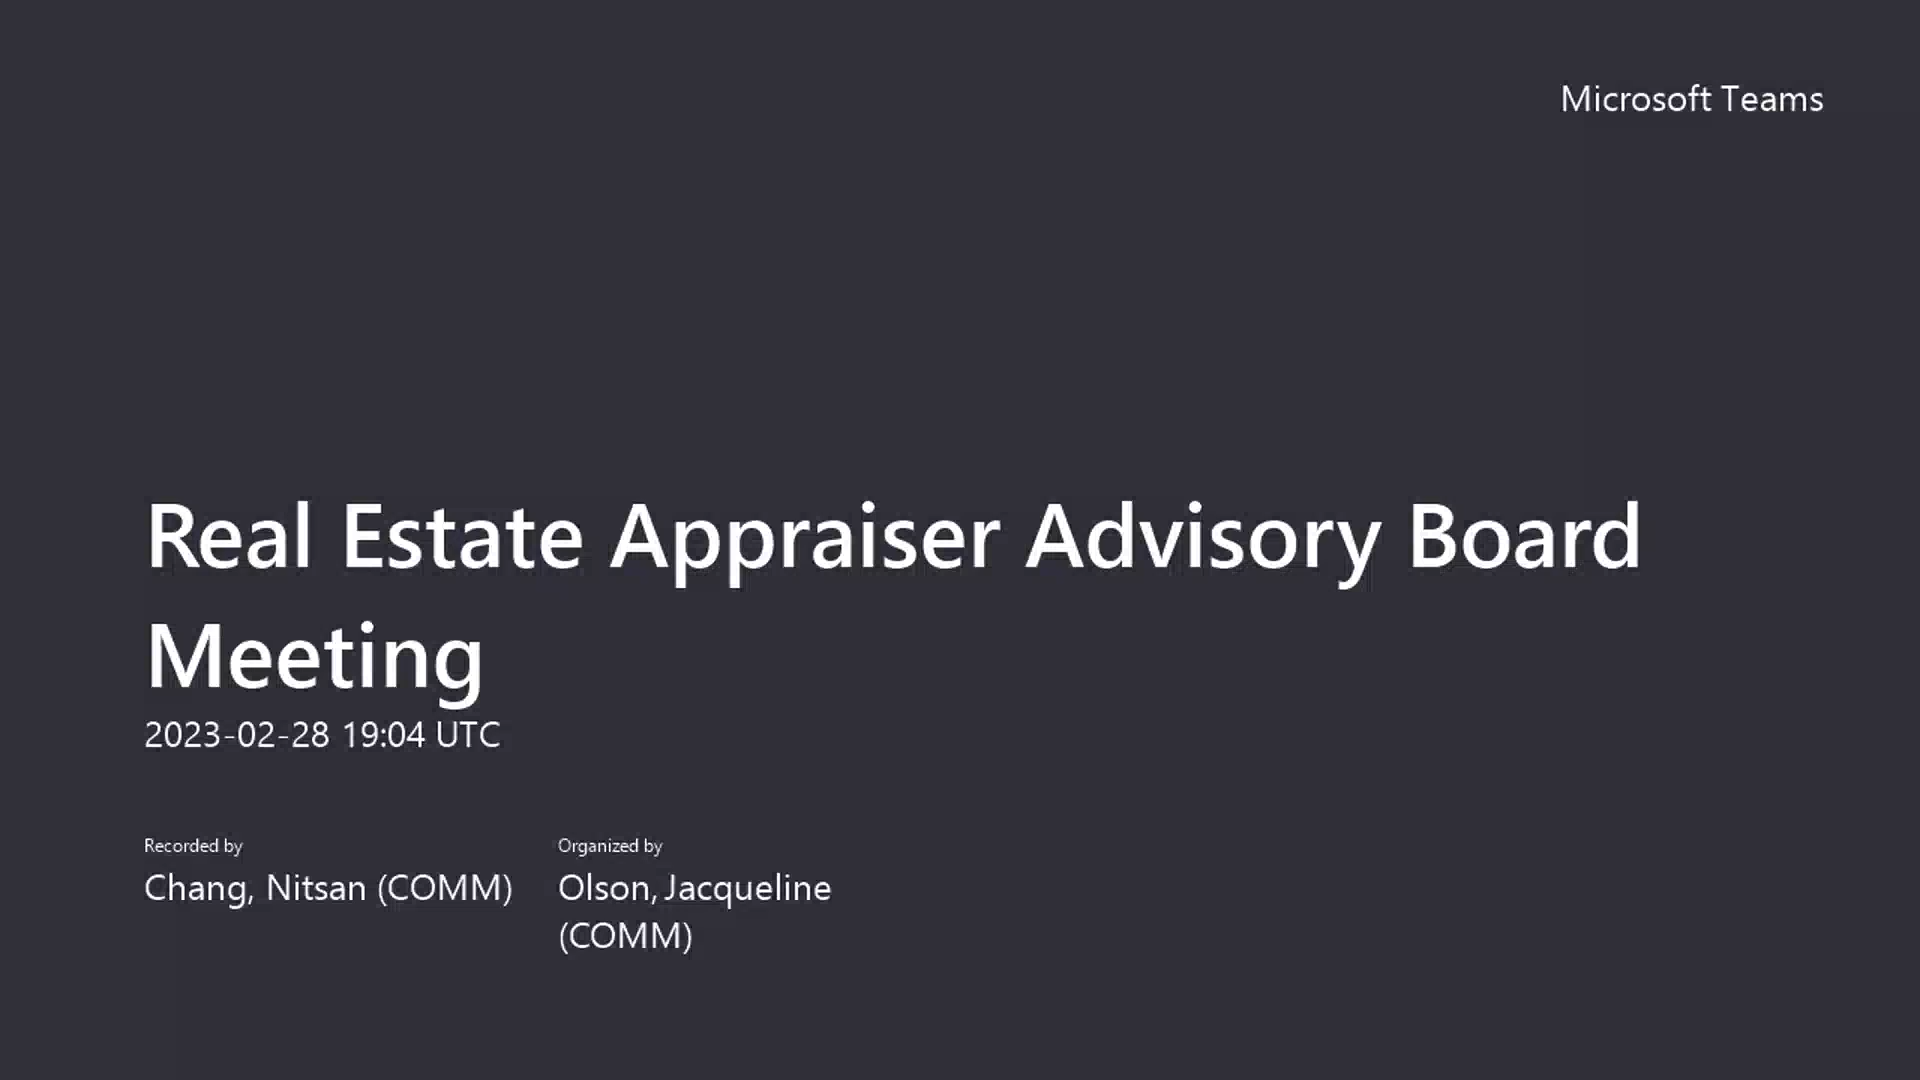 Microsoft Teams
Real Estate Appraiser Advisory Board
Meeting
2023-02-28 19:04 UTC
Recorded by
Chang, Nitsan (COMM)
Organized by
Olson, Jacqueline
(COMM)